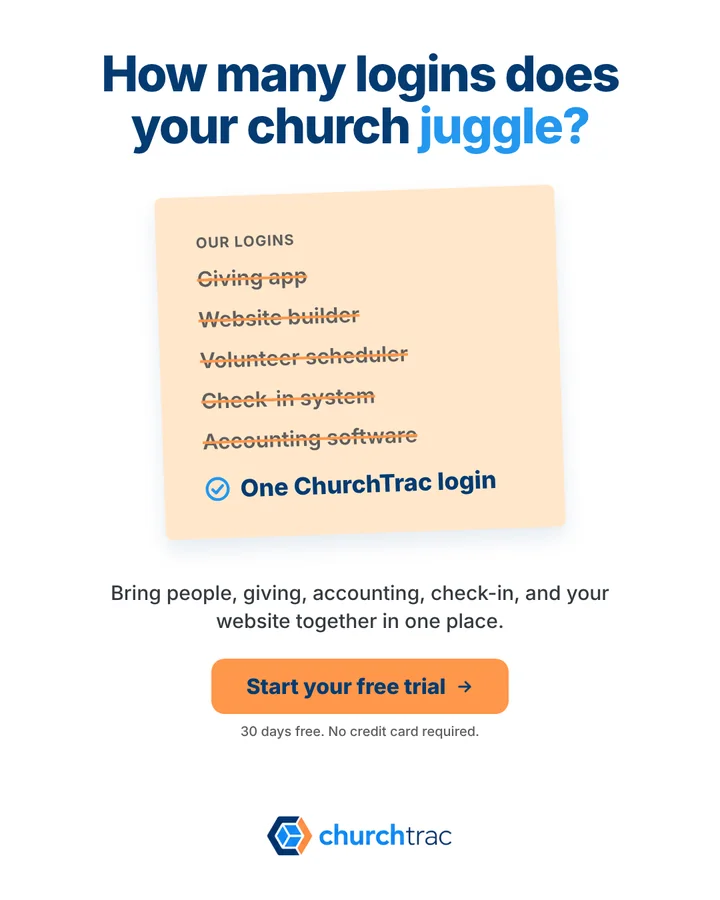 How many logins does
your church juggle?
OUR LOGINS
Giving app
Website builder
Volunteer scheduler
Check-in system
Accounting software
One ChurchTrac login
Bring people, giving, accounting, check-in, and your
website together in one place.
Start your free trial →
30 days free. No credit card required.
churchtrac